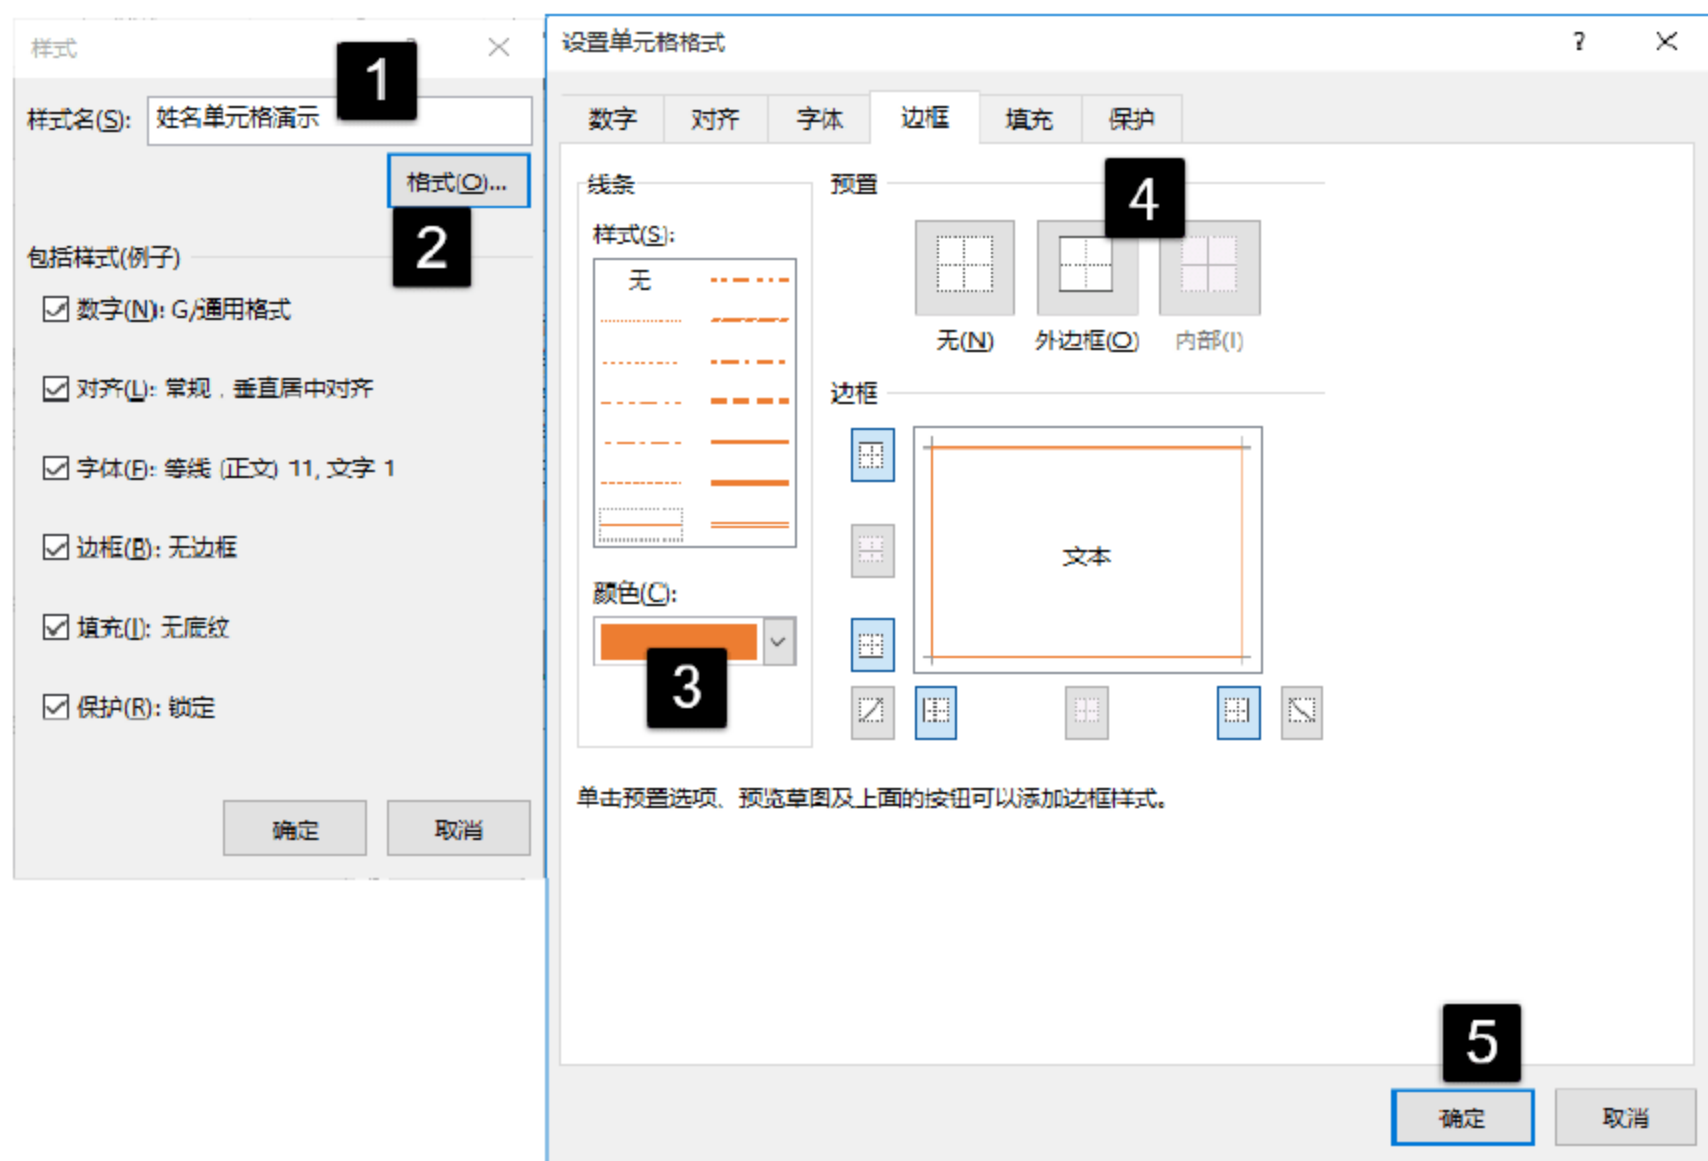 样式
1
样式名(S): 姓名单元格演示
格式(O)...
2
包括样式(例子)
数字(N): G/通用格式
对齐(L): 常规，垂直居中对齐
字体(F): 等线 (正文) 11, 文字 1
边框(B): 无边框
填充(I): 无底纹
保护(R): 锁定
确定 取消
设置单元格格式 ?
数字 对齐 字体 边框 填充 保护
线条
样式(S):
无
颜色(C):
3
预置
4
无(N) 外边框(O) 内部(I)
边框
文本
单击预置选项、预览草图及上面的按钮可以添加边框样式。
5
确定 取消